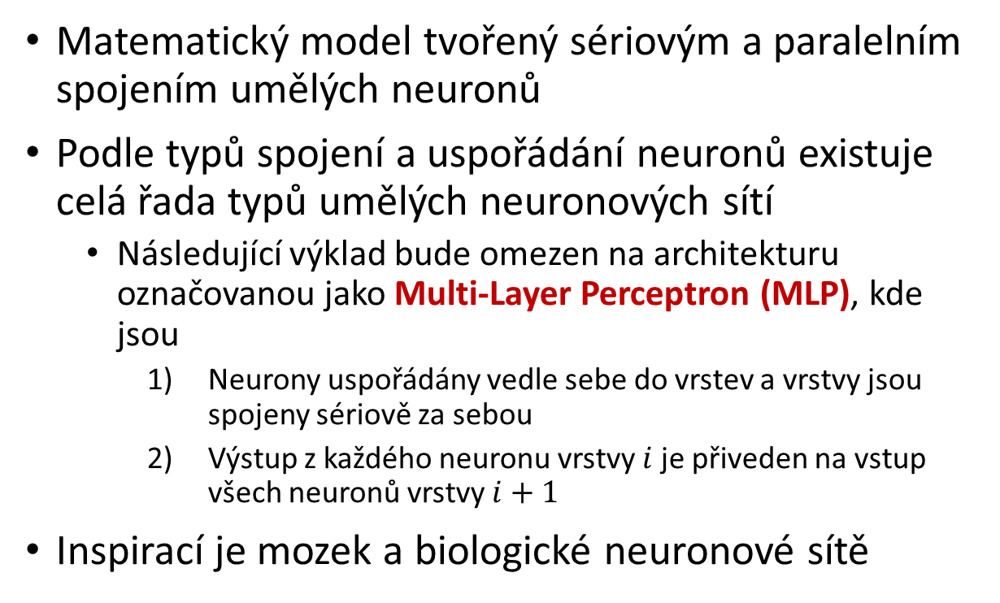 • Matematický model tvořený sériovým a paralelním
spojením umělých neuronů
• Podle typů spojení a uspořádání neuronů existuje
celá řada typů umělých neuronových sítí
• Následující výklad bude omezen na architekturu
označovanou jako Multi-Layer Perceptron (MLP), kde
jsou
1) Neurony uspořádány vedle sebe do vrstev a vrstvy jsou
spojeny sériově za sebou
2) Výstup z každého neuronu vrstvy i je přiveden na vstup
všech neuronů vrstvy i + 1
• Inspirací je mozek a biologické neuronové sítě